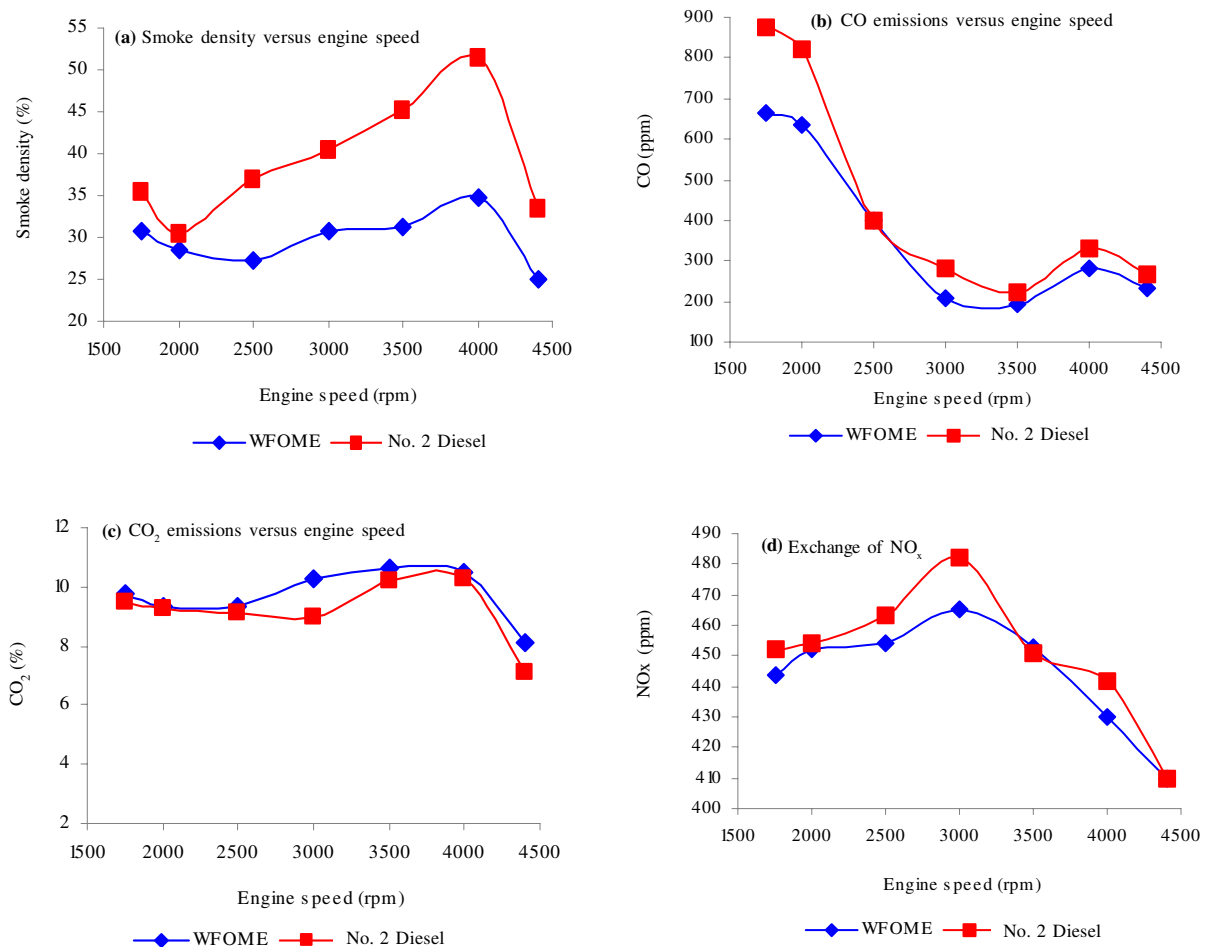 (a) Smoke density versus engine speed
55
50
45
40
35
30
25
20
Smoke density (%)
1500 2000 2500 3000 3500 4000 4500
Engine speed (rpm)
WFOME No. 2 Diesel
(b) CO emissions versus engine speed
900
800
700
600
500
400
300
200
100
CO (ppm)
1500 2000 2500 3000 3500 4000 4500
Engine speed (rpm)
WFOME No. 2 Diesel
(c) CO₂ emissions versus engine speed
12
10
8
6
4
2
CO₂ (%)
1500 2000 2500 3000 3500 4000 4500
Engine speed (rpm)
WFOME No. 2 Diesel
(d) Exchange of NOₓ
490
480
470
460
450
440
430
420
410
400
NOx (ppm)
1500 2000 2500 3000 3500 4000 4500
Engine speed (rpm)
WFOME No. 2 Diesel